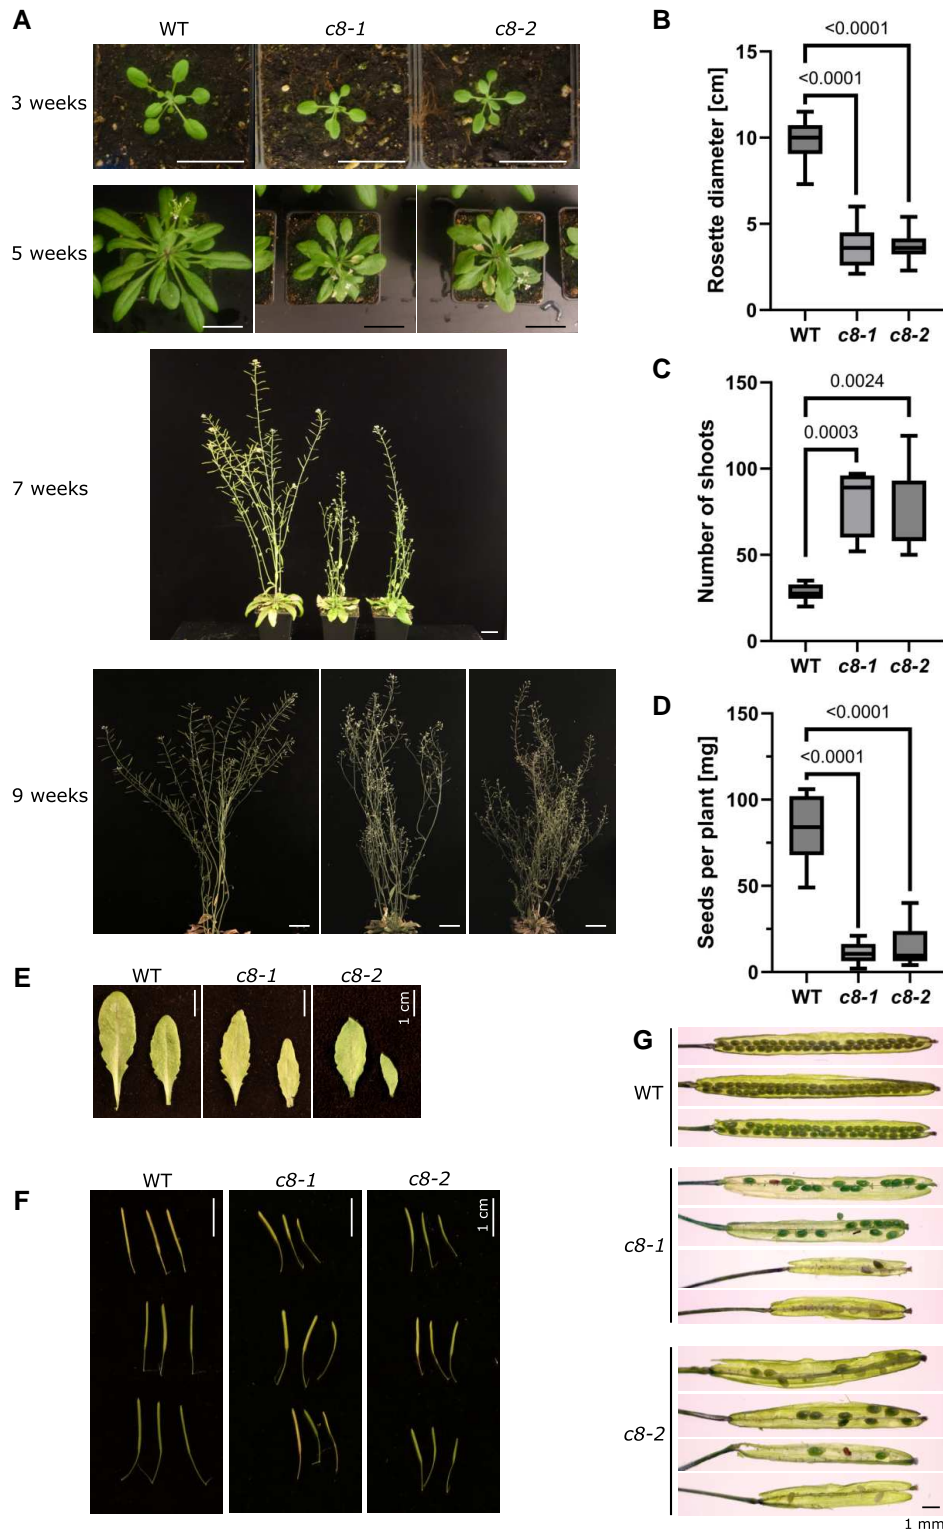 A
WT
c8-1
c8-2
3 weeks
5 weeks
7 weeks
9 weeks
B
Rosette diameter [cm]
15
10
5
0
<0.0001
<0.0001
WT
c8-1
c8-2
C
Number of shoots
150
100
50
0
0.0024
0.0003
WT
c8-1
c8-2
D
Seeds per plant [mg]
150
100
50
0
<0.0001
<0.0001
WT
c8-1
c8-2
E
WT
c8-1
c8-2
1 cm
F
WT
c8-1
c8-2
1 cm
G
WT
c8-1
c8-2
1 mm